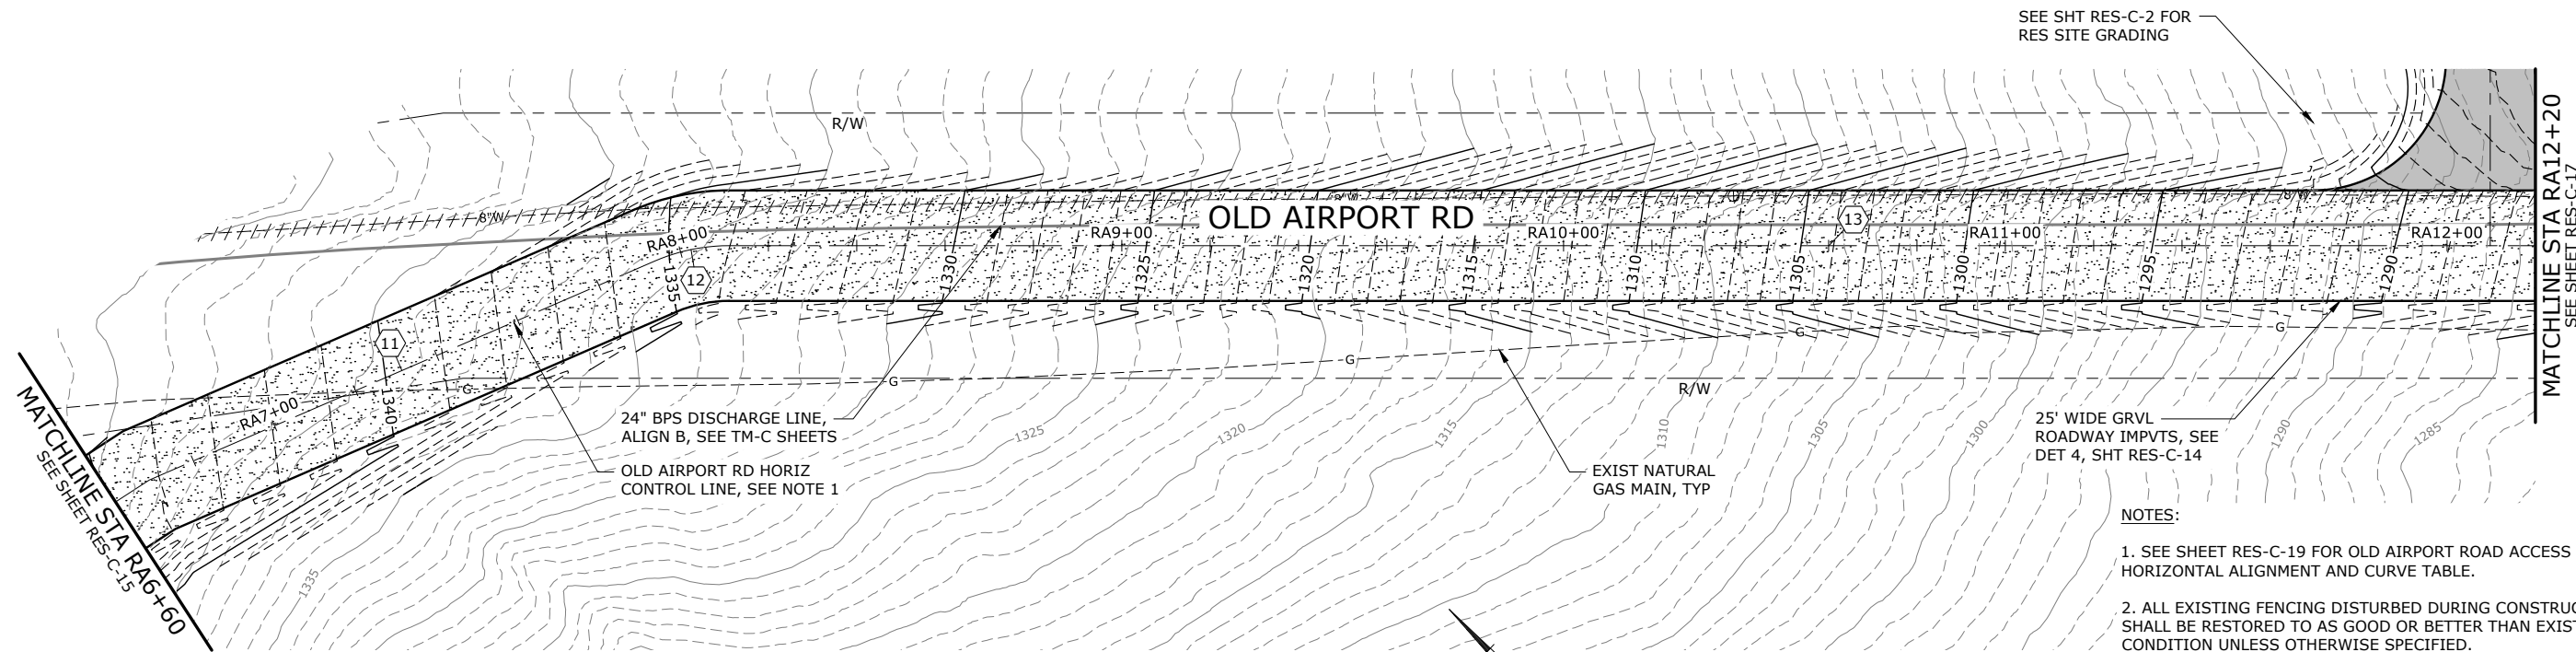 SEE SHT RES-C-2 FOR
RES SITE GRADING
R/W
8"W
OLD AIRPORT RD
RA7+00
RA8+00
RA9+00
RA10+00
RA11+00
RA12+00
8"W
11
12
13
1340
1335
1330
1325
1320
1315
1310
1305
1300
1295
1290
G
G
G
G
G
R/W
MATCHLINE STA RA6+60
SEE SHEET RES-C-15
MATCHLINE STA RA12+20
SEE SHEET RES-C-17
24" BPS DISCHARGE LINE,
ALIGN B, SEE TM-C SHEETS
OLD AIRPORT RD HORIZ
CONTROL LINE, SEE NOTE 1
EXIST NATURAL
GAS MAIN, TYP
25' WIDE GRVL
ROADWAY IMPVTS, SEE
DET 4, SHT RES-C-14
1335
1325
1320
1315
1310
1305
1300
1290
1285
NOTES:
1. SEE SHEET RES-C-19 FOR OLD AIRPORT ROAD ACCESS
HORIZONTAL ALIGNMENT AND CURVE TABLE.
2. ALL EXISTING FENCING DISTURBED DURING CONSTRUC
SHALL BE RESTORED TO AS GOOD OR BETTER THAN EXIST
CONDITION UNLESS OTHERWISE SPECIFIED.